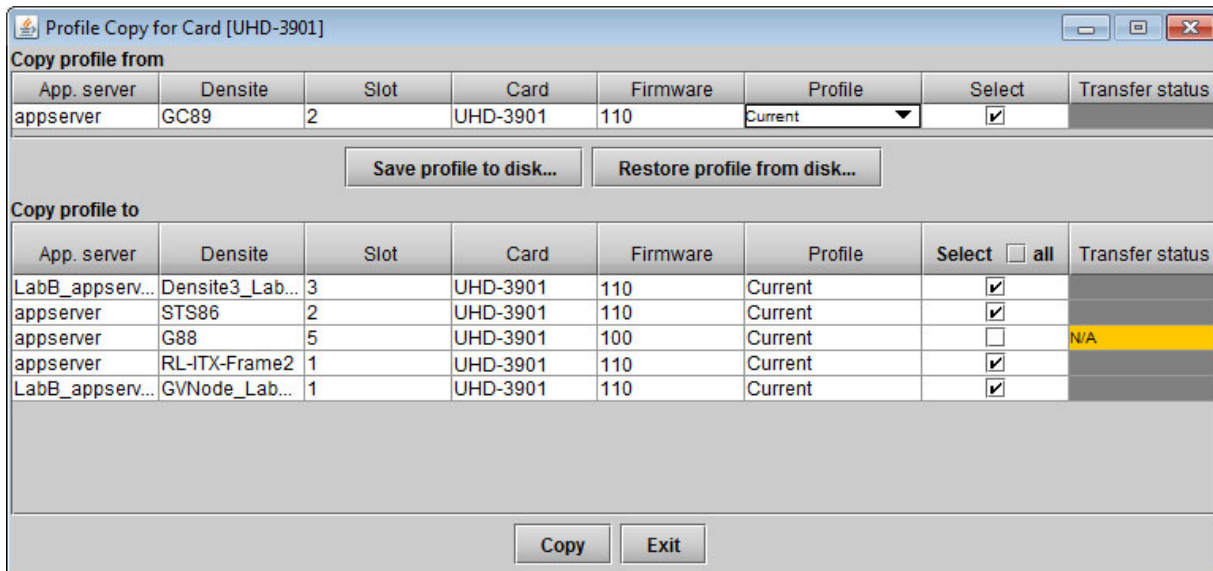 Profile Copy for Card [UHD-3901]
Copy profile from
App. server Densite Slot Card Firmware Profile Select Transfer status
appserver GC89 2 UHD-3901 110 Current
Save profile to disk... Restore profile from disk...
Copy profile to
App. server Densite Slot Card Firmware Profile Select all Transfer status
LabB_appserv... Densite3_Lab... 3 UHD-3901 110 Current
appserver STS86 2 UHD-3901 110 Current
appserver G88 5 UHD-3901 100 Current N/A
appserver RL-ITX-Frame2 1 UHD-3901 110 Current
LabB_appserv... GVNode_Lab... 1 UHD-3901 110 Current
Copy Exit